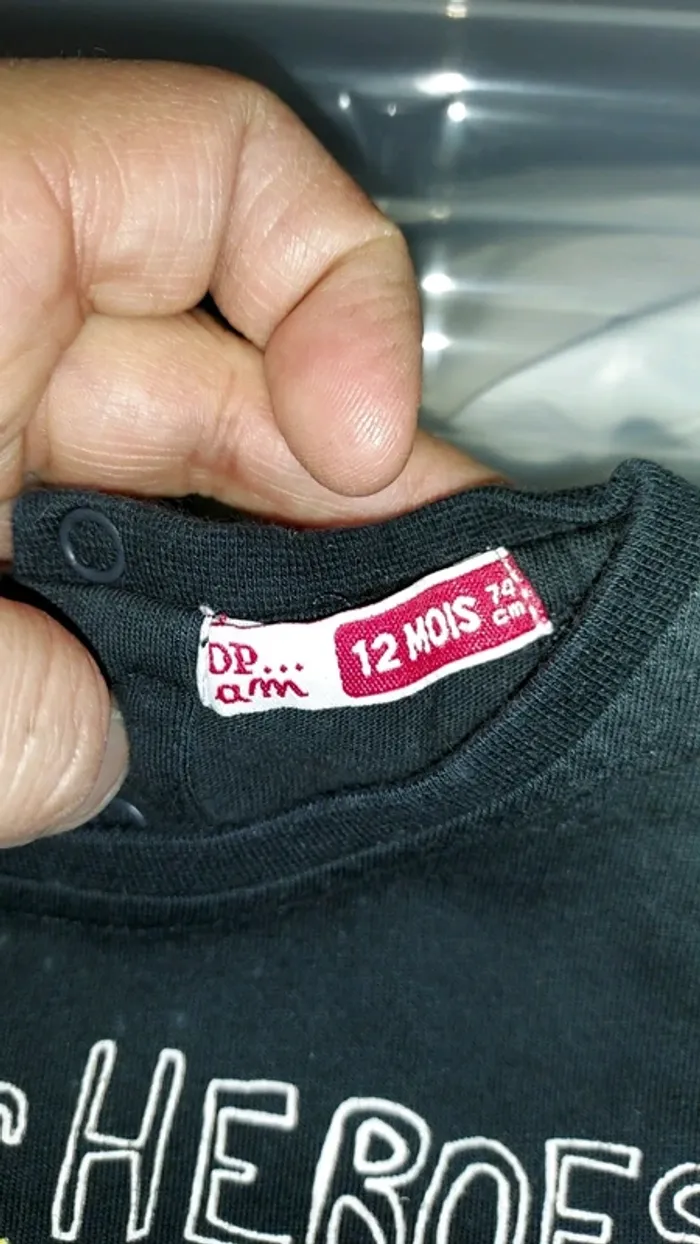 DP...
am
12 MOIS
74
cm
HEROES